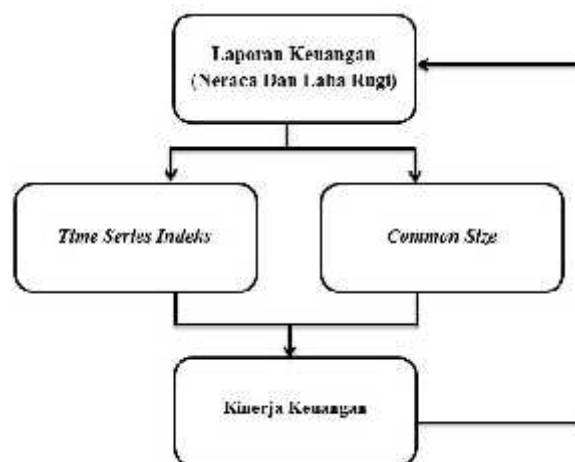 Laporan Keuangan
(Neraca Dan Laba Rugi)
Time Series Indeks
Common Size
Kinerja Keuangan